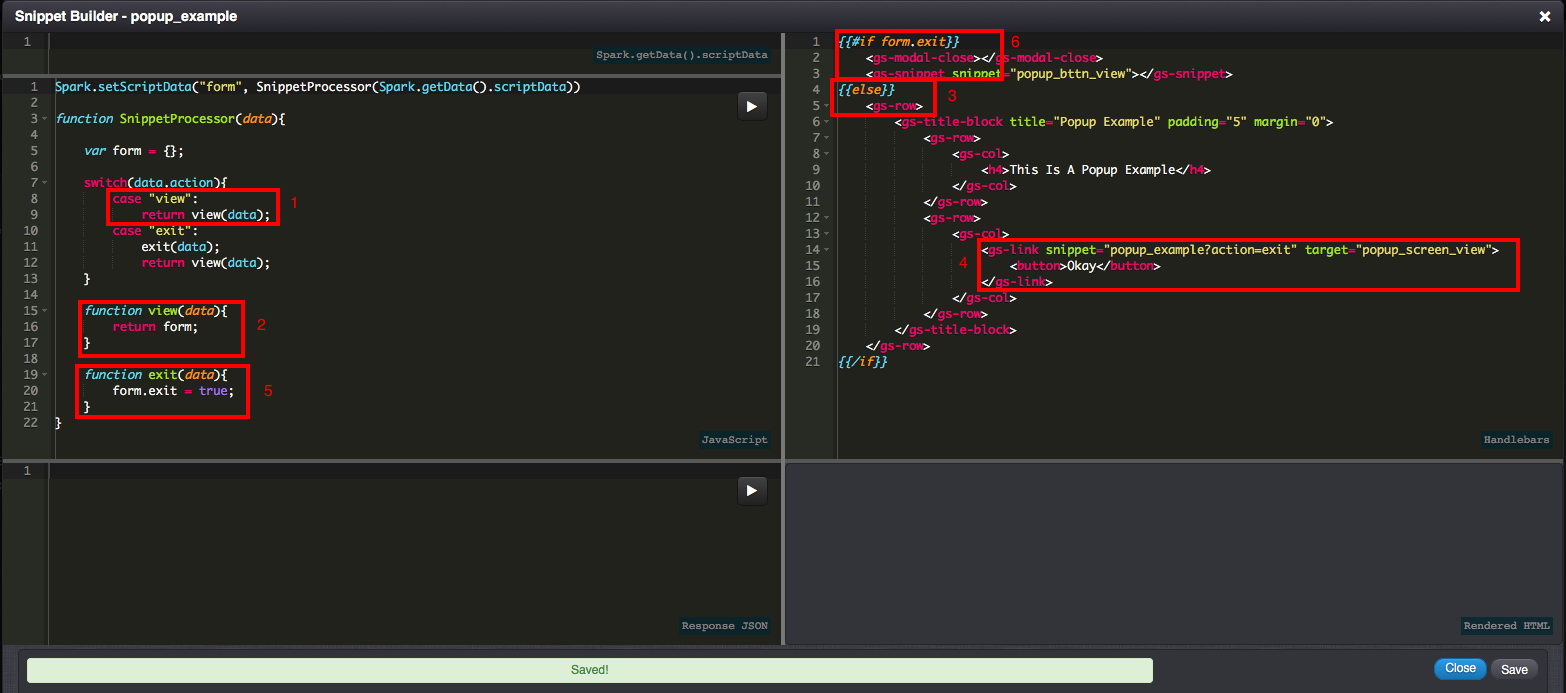 Snippet Builder - popup_example
1
Spark.getData().scriptData
1 Spark.setScriptData("form", SnippetProcessor(Spark.getData().scriptData))
2
3 function SnippetProcessor(data){
4
5 var form = {};
6
7 switch(data.action){
8 case "view":
1
9 return view(data);
10 case "exit":
11 exit(data);
12 return view(data);
13 }
14
15 function view(data){
2
16 return form;
17 }
18
19 function exit(data){
5
20 form.exit = true;
21 }
22 }
JavaScript
1
Response JSON
1 {{#if form.exit}}
6
2 <gs-modal-close></gs-modal-close>
3 <gs-snippet snippet="popup_bttn_view"></gs-snippet>
4 {{else}}
3
5 <gs-row>
6 <gs-title-block title="Popup Example" padding="5" margin="0">
7 <gs-row>
8 <gs-col>
9 <h4>This Is A Popup Example</h4>
10 </gs-col>
11 </gs-row>
12 <gs-row>
13 <gs-col>
14 <gs-link snippet="popup_example?action=exit" target="popup_screen_view">
4
15 <button>Okay</button>
16 </gs-link>
17 </gs-col>
18 </gs-row>
19 </gs-title-block>
20 </gs-row>
21 {{/if}}
Handlebars
Rendered HTML
Saved!
Close
Save